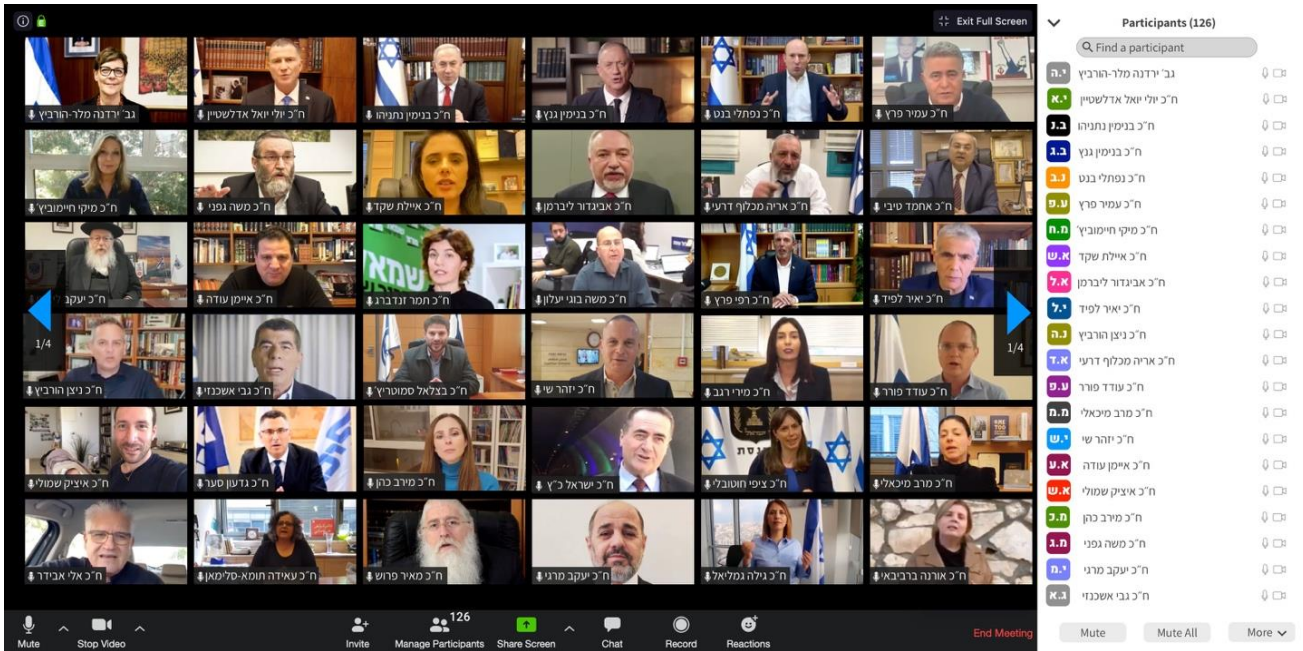 Exit Full Screen
גב׳ ירדנה מלר-הורביץ
ח״כ יולי יואל אדלשטיין
ח״כ בנימין נתניהו
ח״כ בנימין גנץ
ח״כ נפתלי בנט
ח״כ עמיר פרץ
ח״כ מיקי חיימוביץ׳
ח״כ משה גפני
ח״כ איילת שקד
ח״כ אביגדור ליברמן
ח״כ אריה מכלוף דרעי
ח״כ אחמד טיבי
ח״כ יעקב
ח״כ איימן עודה
שמאל
ח״כ תמר זנדברג
ח״כ משה בוגי יעלון
ח״כ רפי פרץ
ח״כ יאיר לפיד
1/4
1/4
ח״כ ניצן הורביץ
ח״כ גבי אשכנזי
ח״כ בצלאל סמוטריץ׳
ח״כ יזהר שי
ח״כ מירי רגב
ח״כ עודד פורר
ח״כ איציק שמולי
ח״כ גדעון סער
ח״כ מירב כהן
ח״כ ישראל כ״ץ
כנסת
ח״כ ציפי חוטובלי
ח״כ מרב מיכאלי
ח״כ אלי אבידר
ח״כ עאידה תומא-סלימאן
ח״כ מאיר פרוש
ח״כ יעקב מרגי
ח״כ גילה גמליאל
ח״כ אורנה ברביבאי
Mute
Stop Video
Invite
126
Manage Participants
Share Screen
Chat
Record
Reactions
End Meeting
Participants (126)
Find a participant
י.ה גב׳ ירדנה מלר-הורביץ
י.א ח״כ יולי יואל אדלשטיין
ב.נ ח״כ בנימין נתניהו
ב.ג ח״כ בנימין גנץ
נ.ב ח״כ נפתלי בנט
ע.פ ח״כ עמיר פרץ
מ.ח ח״כ מיקי חיימוביץ׳
א.ש ח״כ איילת שקד
א.ל ח״כ אביגדור ליברמן
י.ל ח״כ יאיר לפיד
נ.ה ח״כ ניצן הורביץ
א.ד ח״כ אריה מכלוף דרעי
ע.פ ח״כ עודד פורר
מ.מ ח״כ מרב מיכאלי
י.ש ח״כ יזהר שי
א.ע ח״כ איימן עודה
א.ש ח״כ איציק שמולי
מ.כ ח״כ מירב כהן
מ.ג ח״כ משה גפני
י.מ ח״כ יעקב מרגי
ג.א ח״כ גבי אשכנזי
Mute
Mute All
More